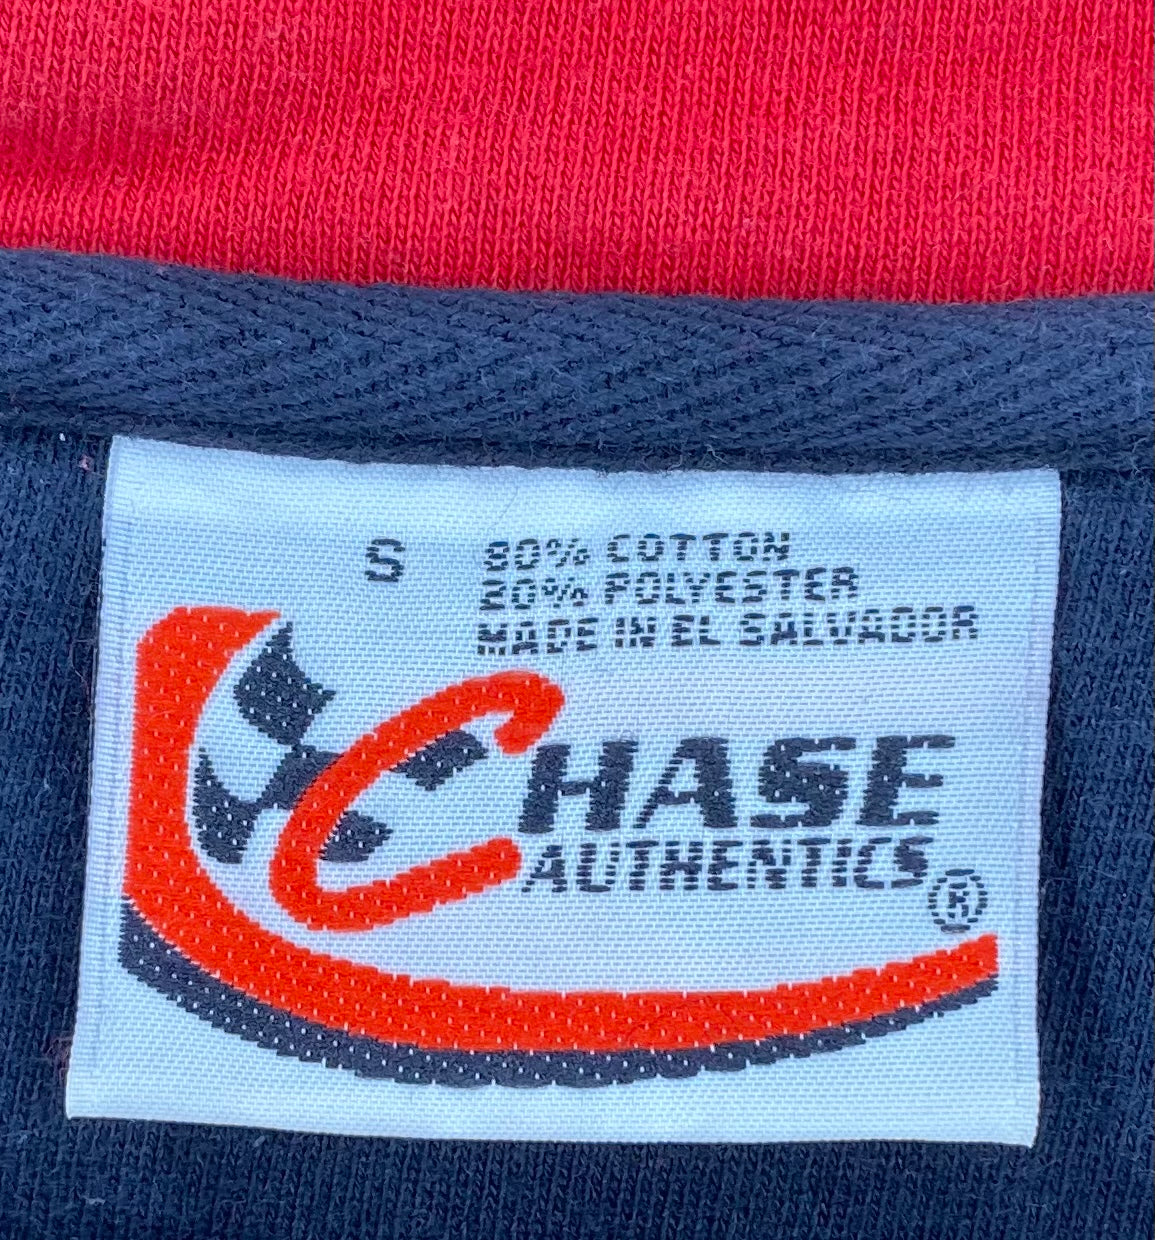 S
80% COTTON
20% POLYESTER
MADE IN EL SALVADOR
CHASE
AUTHENTICS®